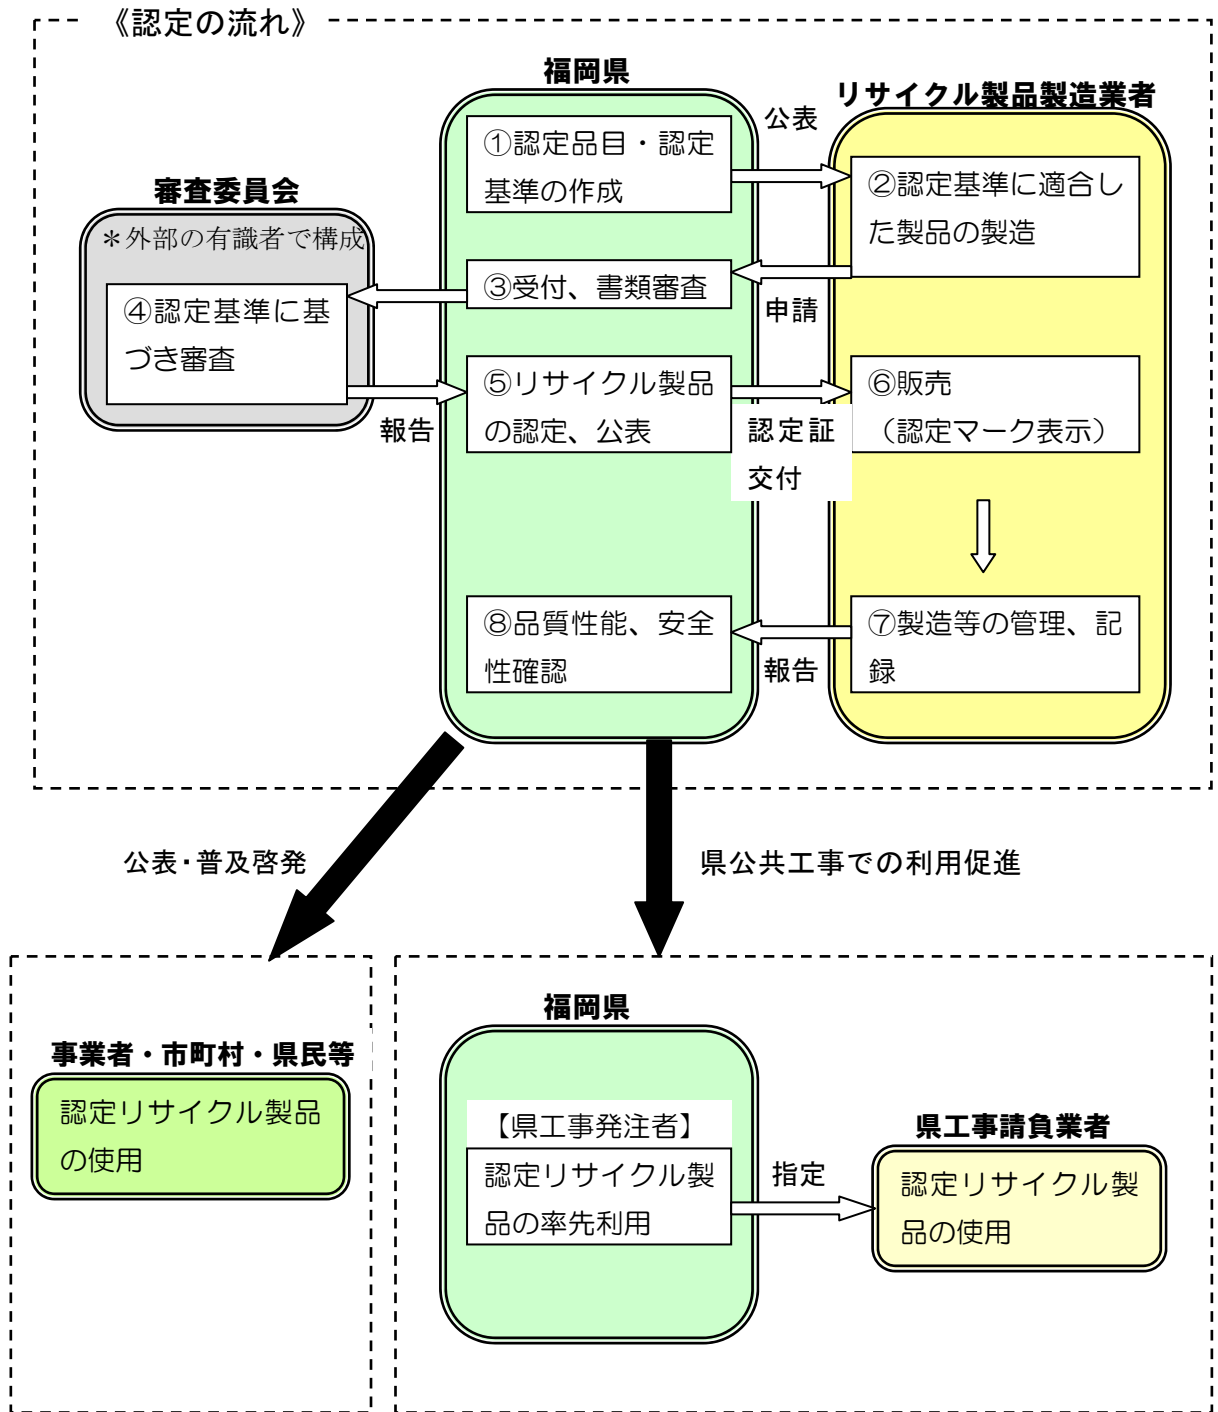 《認定の流れ》
福岡県
リサイクル製品製造業者
公表
①認定品目・認定
基準の作成
②認定基準に適合し
た製品の製造
審査委員会
＊外部の有識者で構成
③受付、書類審査
申請
④認定基準に基
づき審査
⑤リサイクル製品
の認定、公表
⑥販売
（認定マーク表示）
報告
認定証
交付
⑧品質性能、安全
性確認
⑦製造等の管理、記
録
報告
公表・普及啓発
県公共工事での利用促進
福岡県
事業者・市町村・県民等
認定リサイクル製品
の使用
【県工事発注者】
認定リサイクル製
品の率先利用
指定
県工事請負業者
認定リサイクル製
品の使用